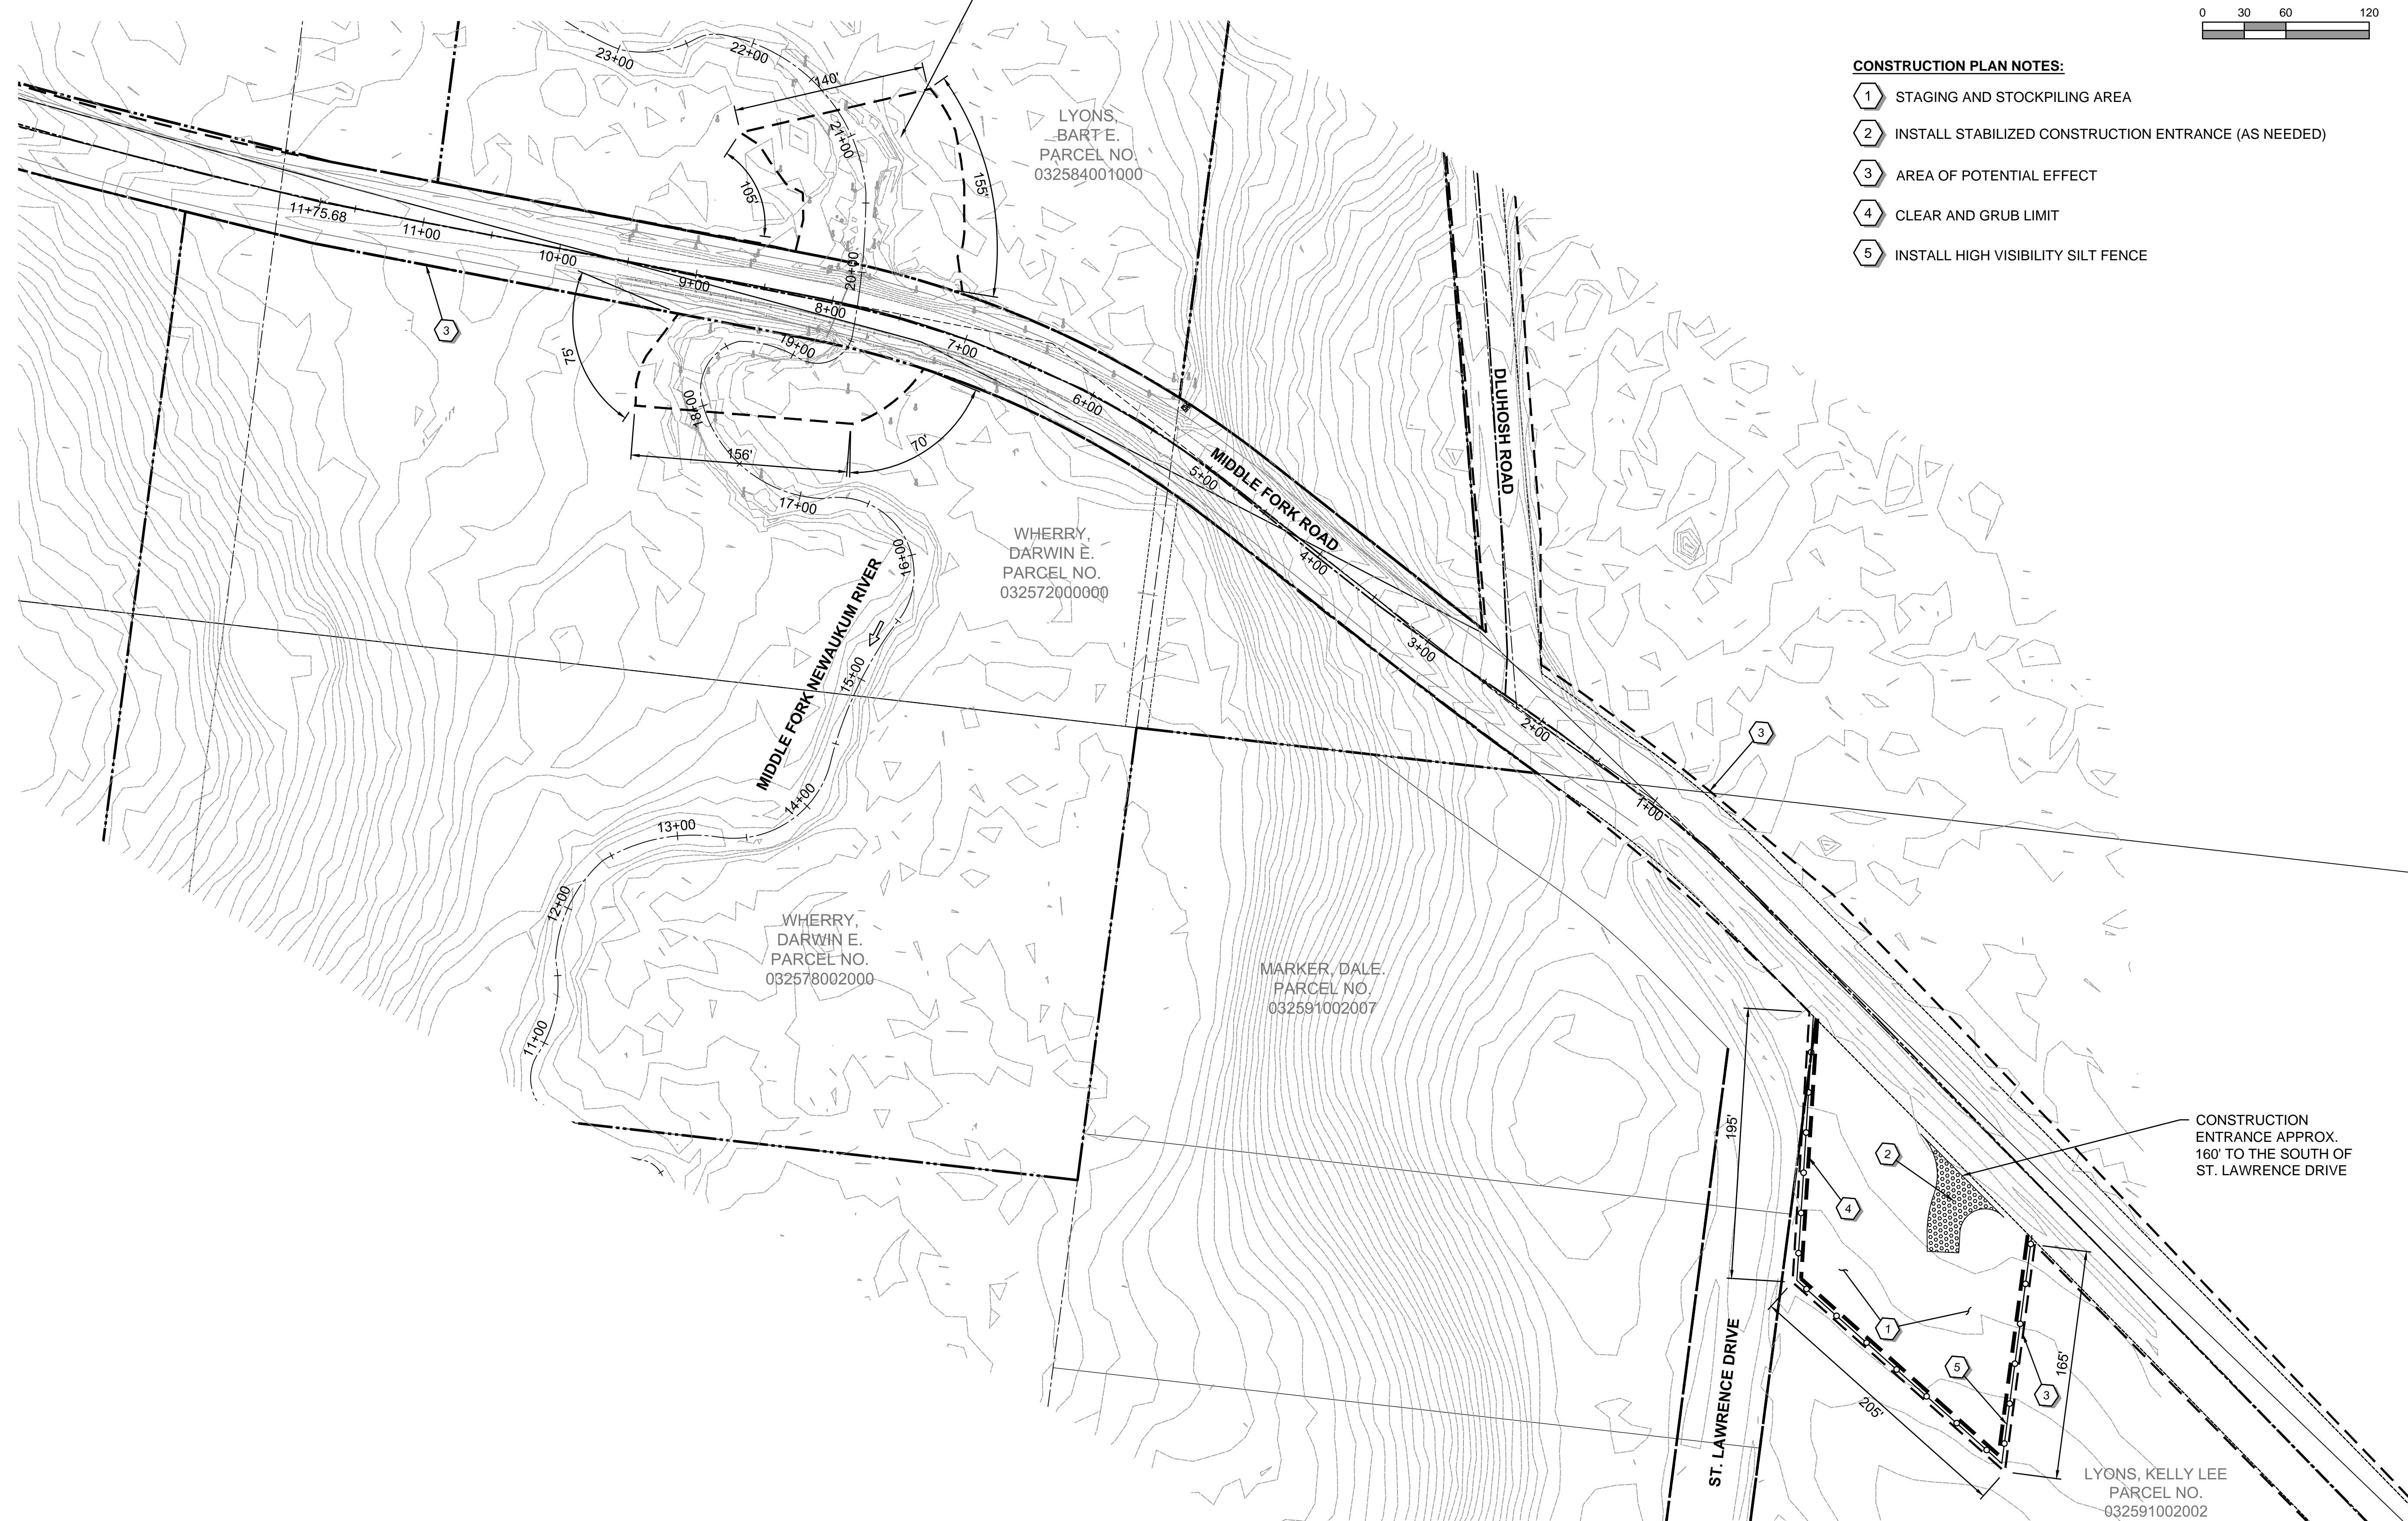 0 30 60 120
CONSTRUCTION PLAN NOTES:
1 STAGING AND STOCKPILING AREA
2 INSTALL STABILIZED CONSTRUCTION ENTRANCE (AS NEEDED)
3 AREA OF POTENTIAL EFFECT
4 CLEAR AND GRUB LIMIT
5 INSTALL HIGH VISIBILITY SILT FENCE
23+00
22+00
140'
21+00
105'
155'
LYONS,
BART E.
PARCEL NO.
032584001000
11+75.68
11+00
10+00
9+00
8+00
20+00
7+00
6+00
5+00
4+00
3+00
2+00
1+00
MIDDLE FORK ROAD
DLUHOSH ROAD
3
75'
19+00
18+00
156'
70'
17+00
16+00
15+00
14+00
13+00
12+00
11+00
MIDDLE FORK NEWAUKUM RIVER
WHERRY,
DARWIN E.
PARCEL NO.
032572000000
3
WHERRY,
DARWIN E.
PARCEL NO.
032578002000
MARKER, DALE.
PARCEL NO.
032591002007
195'
2
CONSTRUCTION
ENTRANCE APPROX.
160' TO THE SOUTH OF
ST. LAWRENCE DRIVE
4
1
5
3
165'
205'
ST. LAWRENCE DRIVE
LYONS, KELLY LEE
PARCEL NO.
032591002002